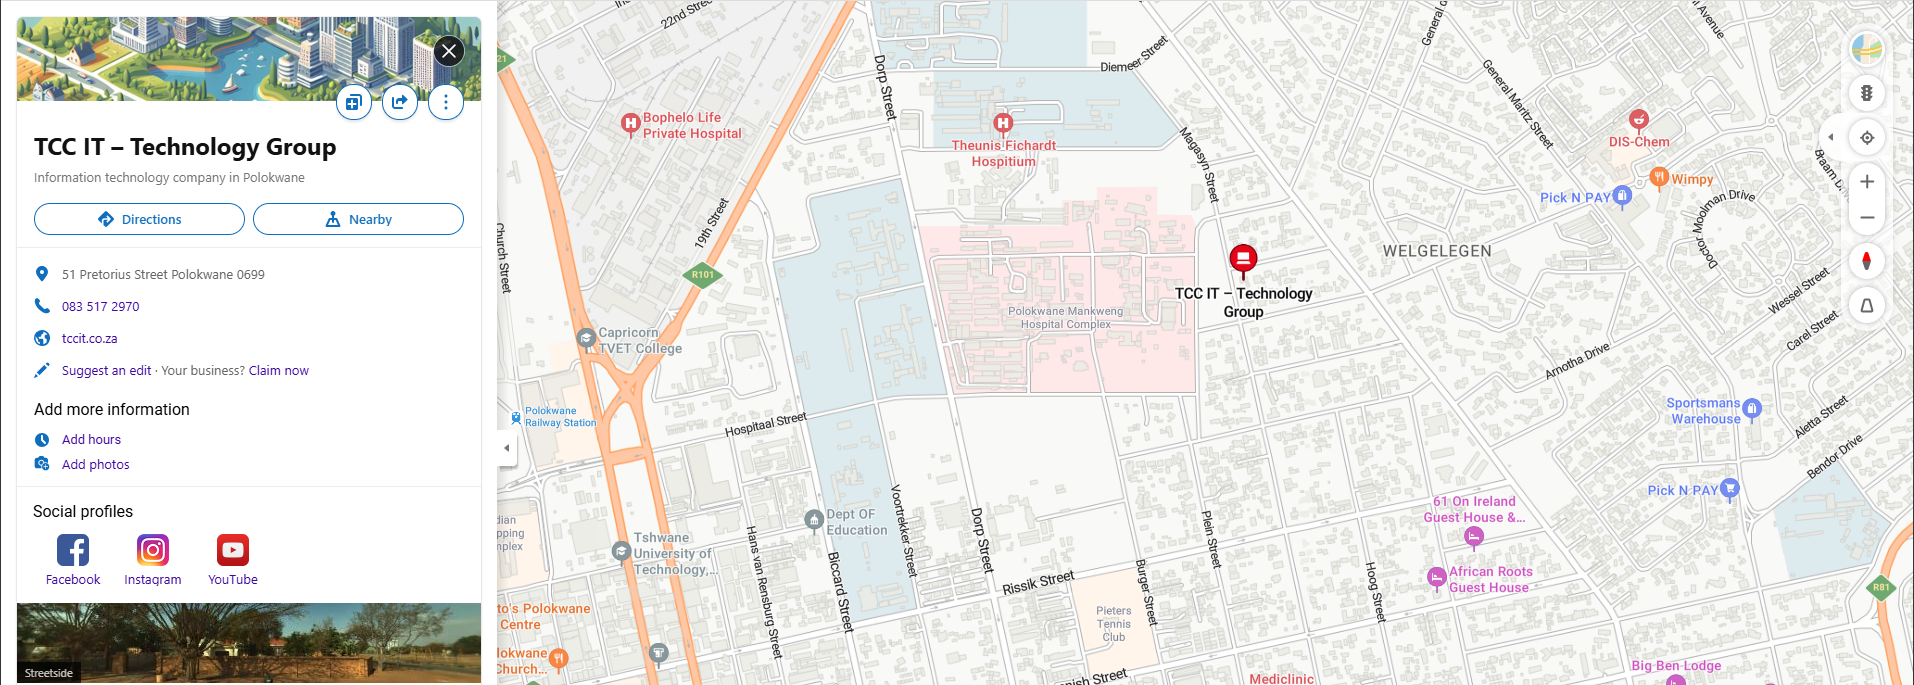 TCC IT – Technology Group
Information technology company in Polokwane
Directions
Nearby
51 Pretorius Street Polokwane 0699
083 517 2970
tccit.co.za
Suggest an edit · Your business? Claim now
Add more information
Add hours
Add photos
Social profiles
Facebook
Instagram
YouTube
Streetside
22nd Street
21
Dorp Street
Diemeer Street
General Maritz Street
Bophelo Life
Private Hospital
Theunis Fichardt
Hospitium
Magasyn Street
DIS-Chem
Wimpy
Pick N PAY
Doctor Moolman Drive
19th Street
Church Street
R101
WELGELEGEN
TCC IT – Technology
Group
Polokwane Mankweng
Hospital Complex
Wessel Street
Carel Street
Capricorn
TVET College
Arnotha Drive
Polokwane
Railway Station
Hospitaal Street
Sportsmans
Warehouse
Aletta Street
Bendor Drive
Pick N PAY
61 On Ireland
Guest House &...
dian
pping
nplex
Dept OF
Education
Voortrekker Street
Dorp Street
Plein Street
Tshwane
University of
Technology,...
Hans van Rensburg Street
Biccard Street
Rissik Street
Burger Street
Hoog Street
African Roots
Guest House
R81
to's Polokwane
Centre
Pieters
Tennis
Club
lokwane
Church...
nish Street
Mediclinic
Big Ben Lodge